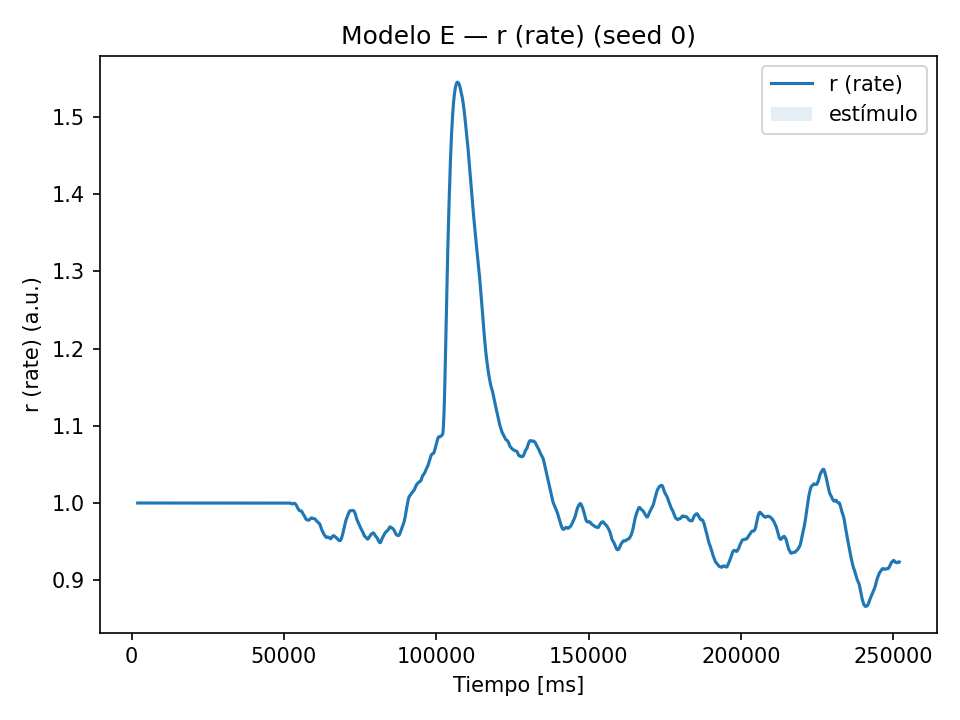 Modelo E — r (rate) (seed 0)
r (rate)
estímulo
r (rate) (a.u.)
1.5
1.4
1.3
1.2
1.1
1.0
0.9
0 50000 100000 150000 200000 250000
Tiempo [ms]